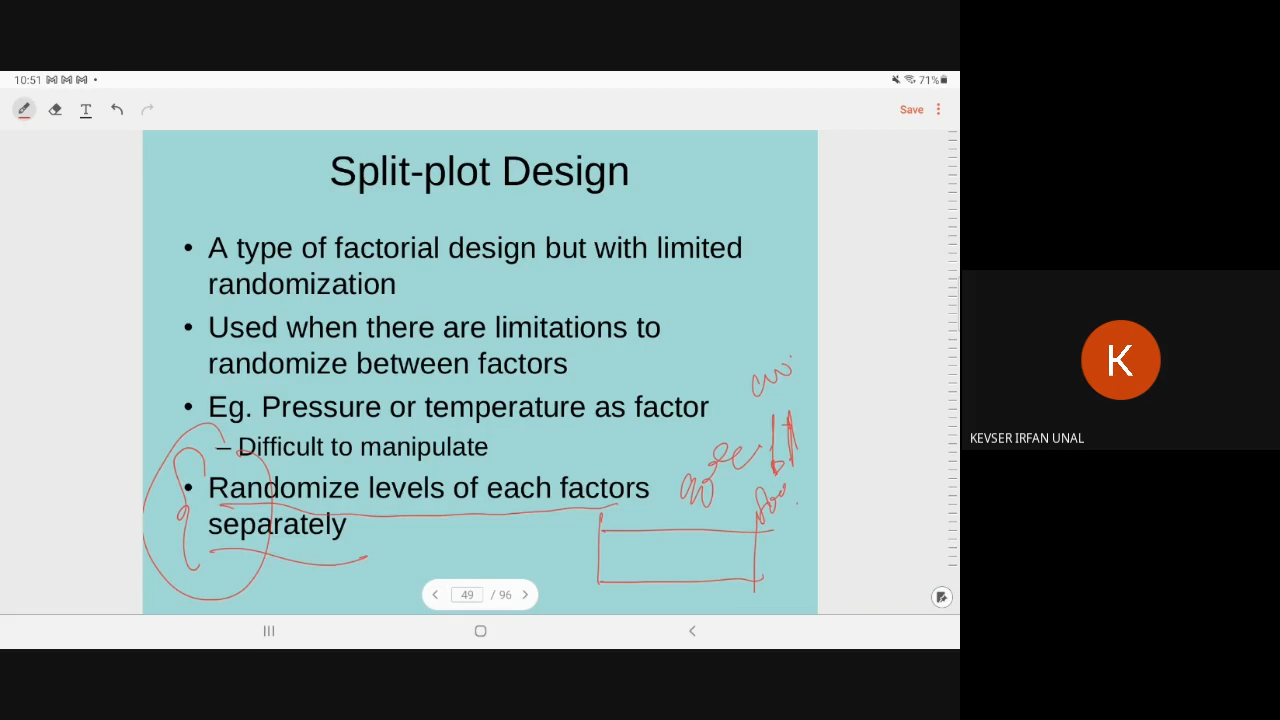 10:51
71%
T
Save
Split-plot Design
• A type of factorial design but with limited
randomization
• Used when there are limitations to
randomize between factors
• Eg. Pressure or temperature as factor
– Difficult to manipulate
• Randomize levels of each factors
separately
49 / 96
K
KEVSER IRFAN UNAL